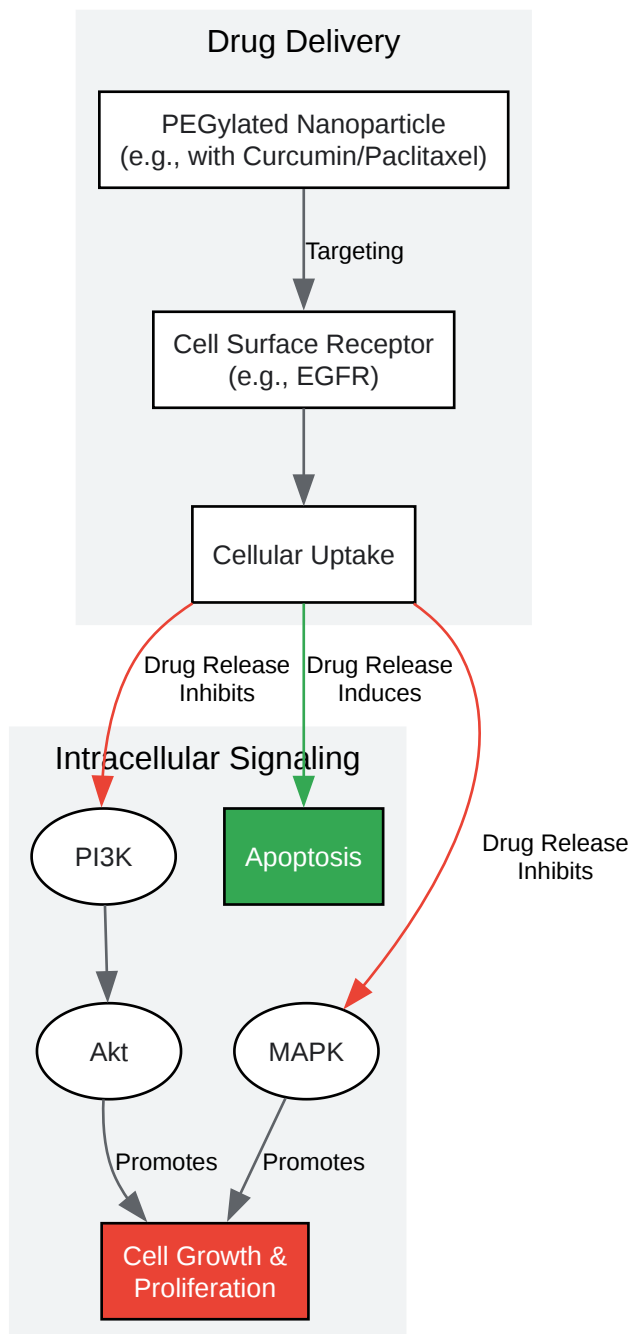 Drug Delivery
PEGylated Nanoparticle
(e.g., with Curcumin/Paclitaxel)
Targeting
Cell Surface Receptor
(e.g., EGFR)
Cellular Uptake
Drug Release
Inhibits
Drug Release
Induces
Intracellular Signaling
PI3K
Apoptosis
Drug Release
Inhibits
Akt
MAPK
Promotes
Promotes
Cell Growth &
Proliferation